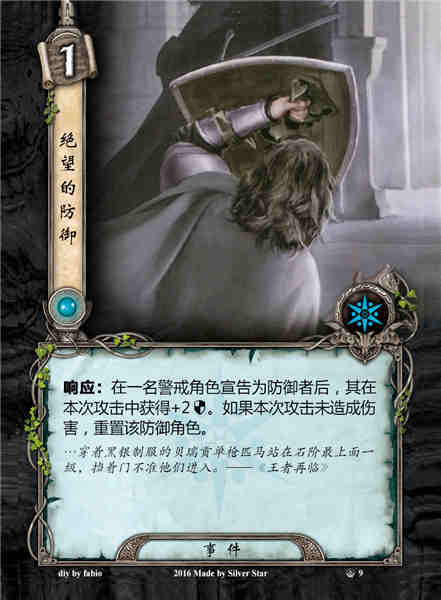 1
绝望的防御
响应：在一名警戒角色宣告为防御者后，其在
本次攻击中获得+2。如果本次攻击未造成伤
害，重置该防御角色。
…穿着黑银制服的贝瑞贡单枪匹马站在石阶最上面一
级，挡着门不准他们进入。——《王者再临》
事件
diy by fabio 2016 Made by Silver Star 9